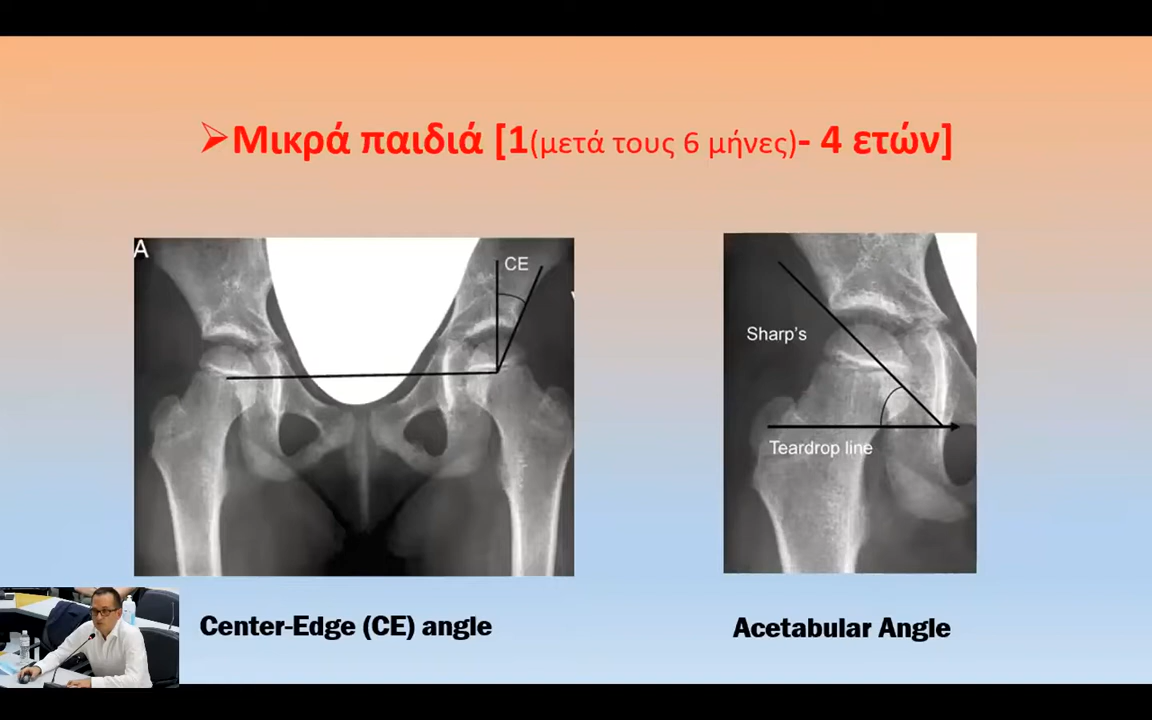 ➢Μικρά παιδιά [1(μετά τους 6 μήνες)- 4 ετών]
A
CE
Sharp's
Teardrop line
Center-Edge (CE) angle
Acetabular Angle